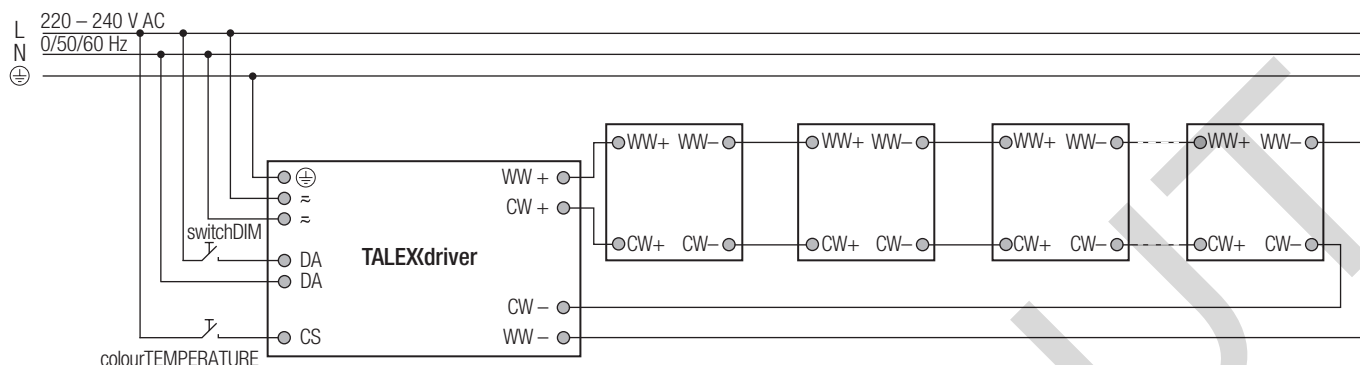 220 – 240 V AC
L
0/50/60 Hz
N
WW+ WW– WW+ WW– WW+ WW– WW+ WW–
WW +
≂
CW +
≂
switchDIM
TALEXdriver
CW+ CW– CW+ CW– CW+ CW– CW+ CW–
DA
DA
CW –
CS
WW –
colourTEMPERATURE
UT